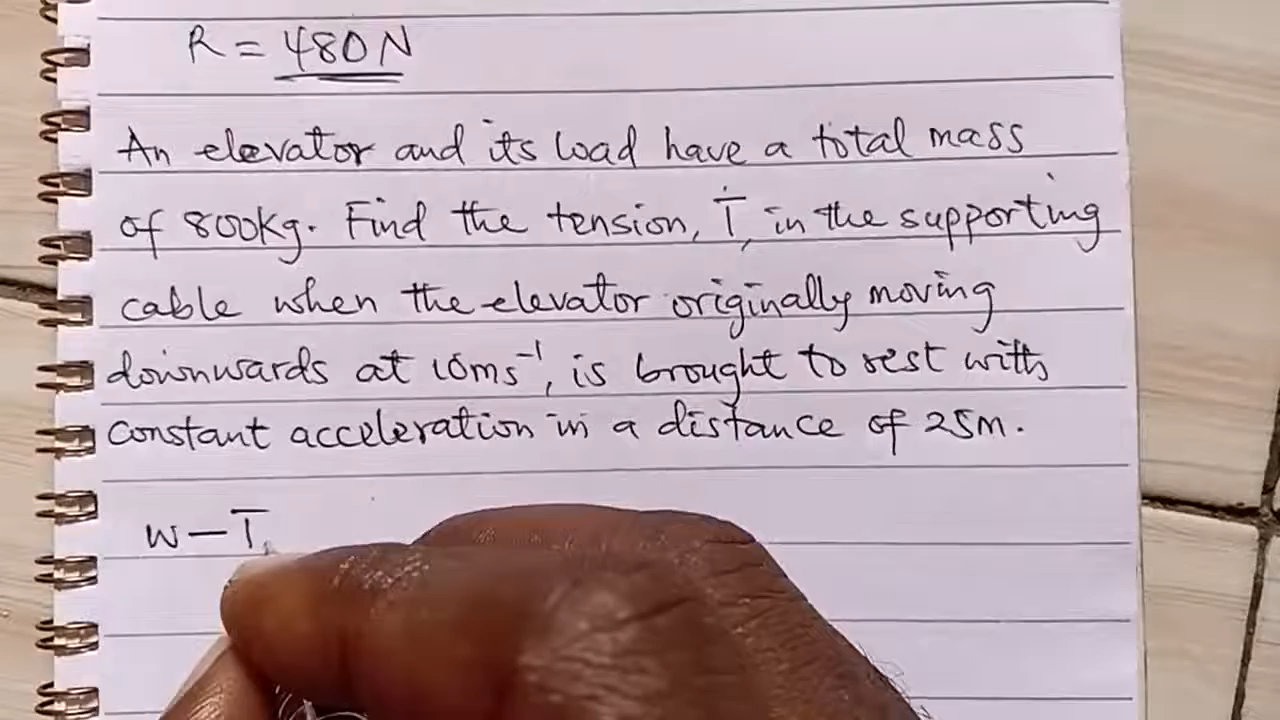 R = 480N
An elevator and its load have a total mass
of 800kg. Find the tension, T, in the supporting
cable when the elevator originally moving
downwards at 10ms⁻¹, is brought to rest with
constant acceleration in a distance of 25m.
W - T